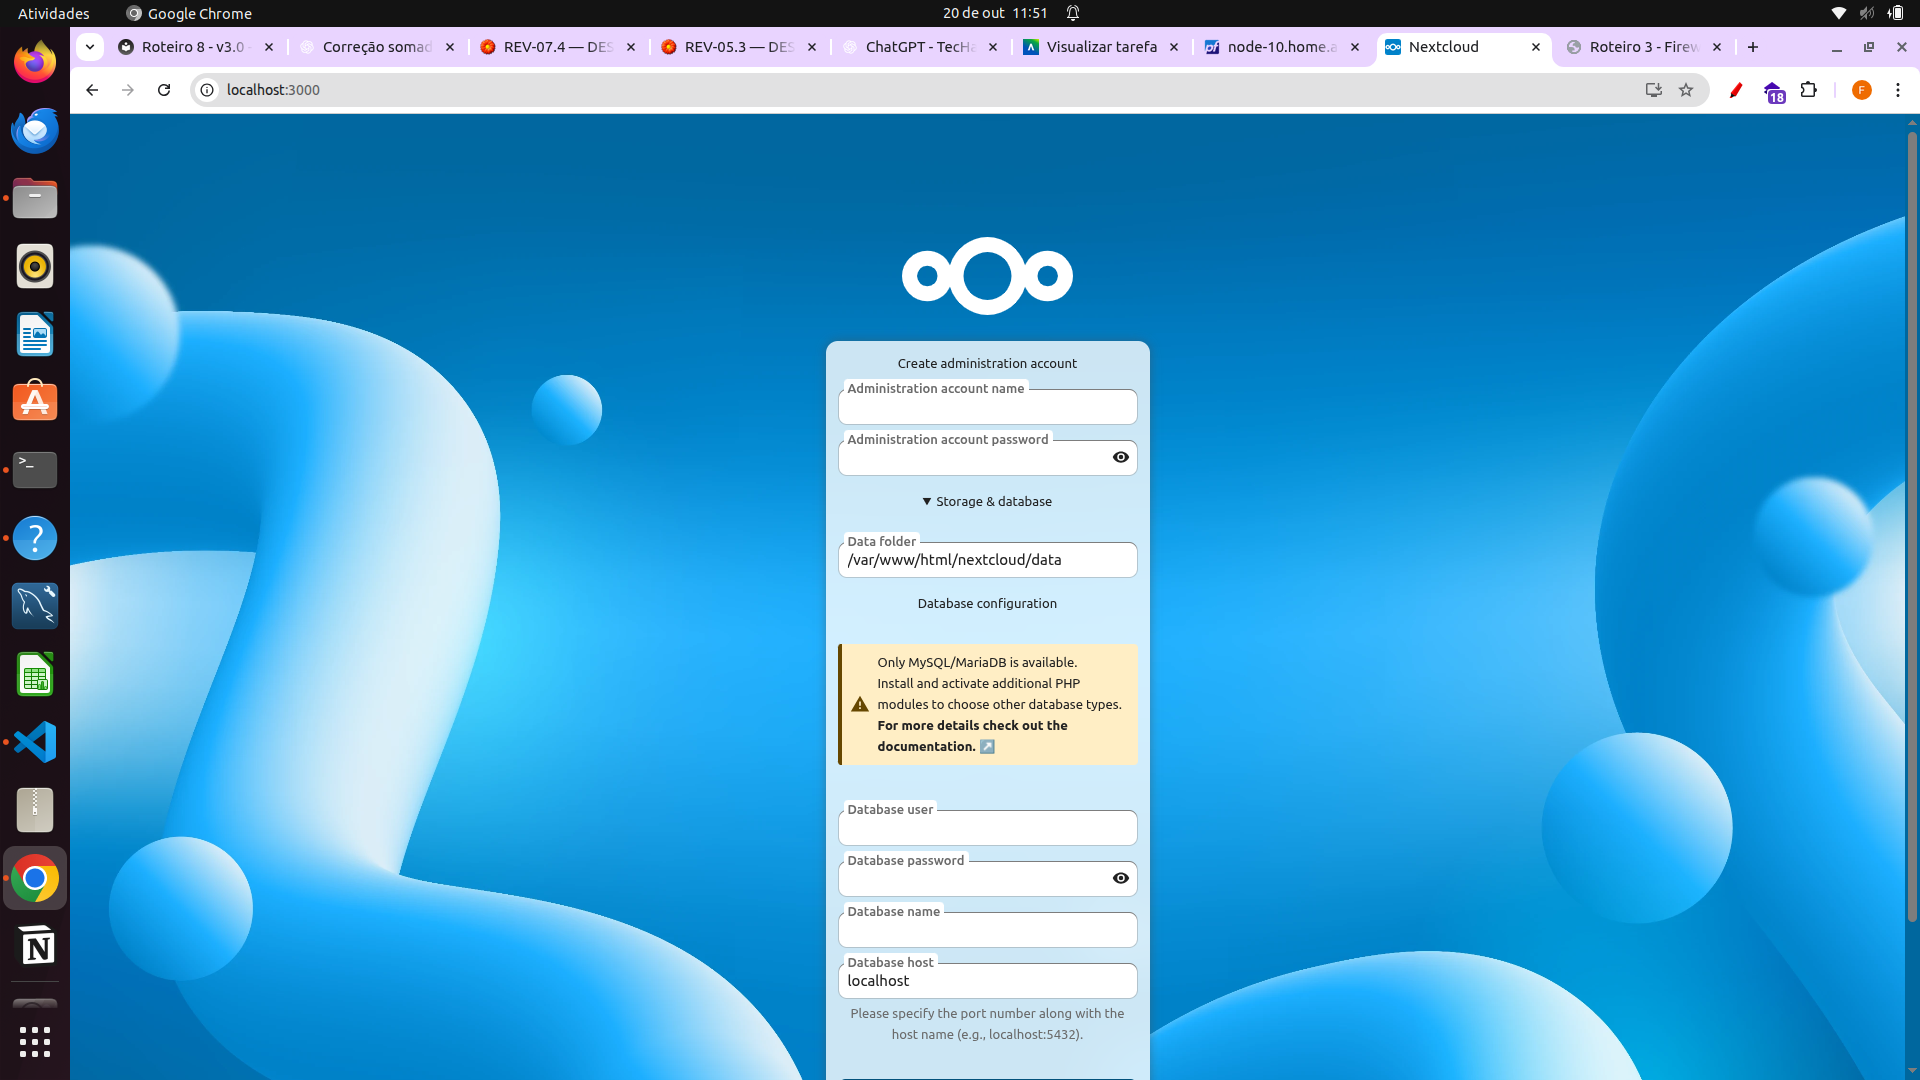 Atividades
Google Chrome
20 de out 11:51
Roteiro 8 - v3.0 -
Correção somad
REV-07.4 — DES
REV-05.3 — DES
ChatGPT - TecHa
Visualizar tarefa
node-10.home.a
Nextcloud
Roteiro 3 - Firew
localhost:3000
18
F
Create administration account
Administration account name
Administration account password
▼ Storage & database
Data folder
/var/www/html/nextcloud/data
Database configuration
Only MySQL/MariaDB is available.
Install and activate additional PHP
modules to choose other database types.
For more details check out the
documentation. ↗
Database user
Database password
Database name
Database host
localhost
Please specify the port number along with the
host name (e.g., localhost:5432).